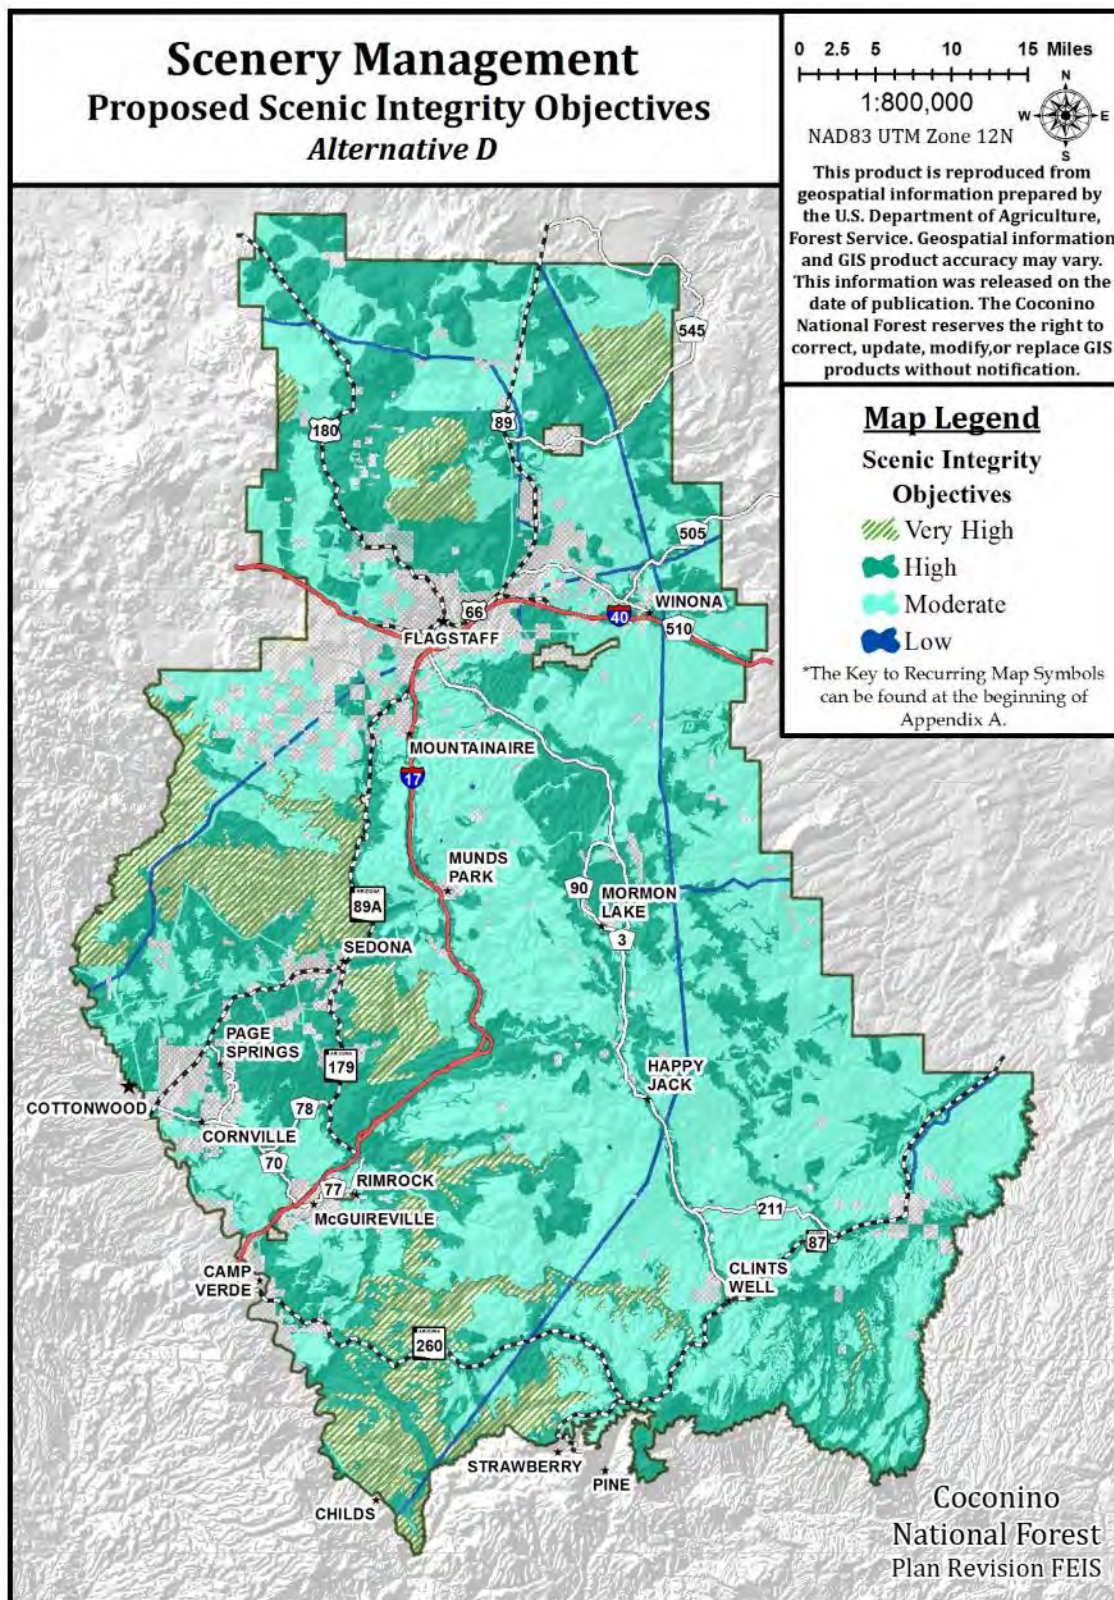 Scenery Management
Proposed Scenic Integrity Objectives
Alternative D
0 2.5 5 10 15 Miles
1:800,000
NAD83 UTM Zone 12N
N
W E
S
This product is reproduced from
geospatial information prepared by
the U.S. Department of Agriculture,
Forest Service. Geospatial information
and GIS product accuracy may vary.
This information was released on the
date of publication. The Coconino
National Forest reserves the right to
correct, update, modify,or replace GIS
products without notification.
Map Legend
Scenic Integrity
Objectives
Very High
High
Moderate
Low
*The Key to Recurring Map Symbols
can be found at the beginning of
Appendix A.
545
180
89
505
66
40
WINONA
510
FLAGSTAFF
MOUNTAINAIRE
17
MUNDS
PARK
90
MORMON
LAKE
3
ARIZONA
89A
SEDONA
PAGE
SPRINGS
ARIZONA
179
HAPPY
JACK
COTTONWOOD
78
CORNVILLE
70
77
RIMROCK
McGUIREVILLE
211
87
CAMP
VERDE
CLINTS
WELL
ARIZONA
260
STRAWBERRY
PINE
CHILDS
Coconino
National Forest
Plan Revision FEIS